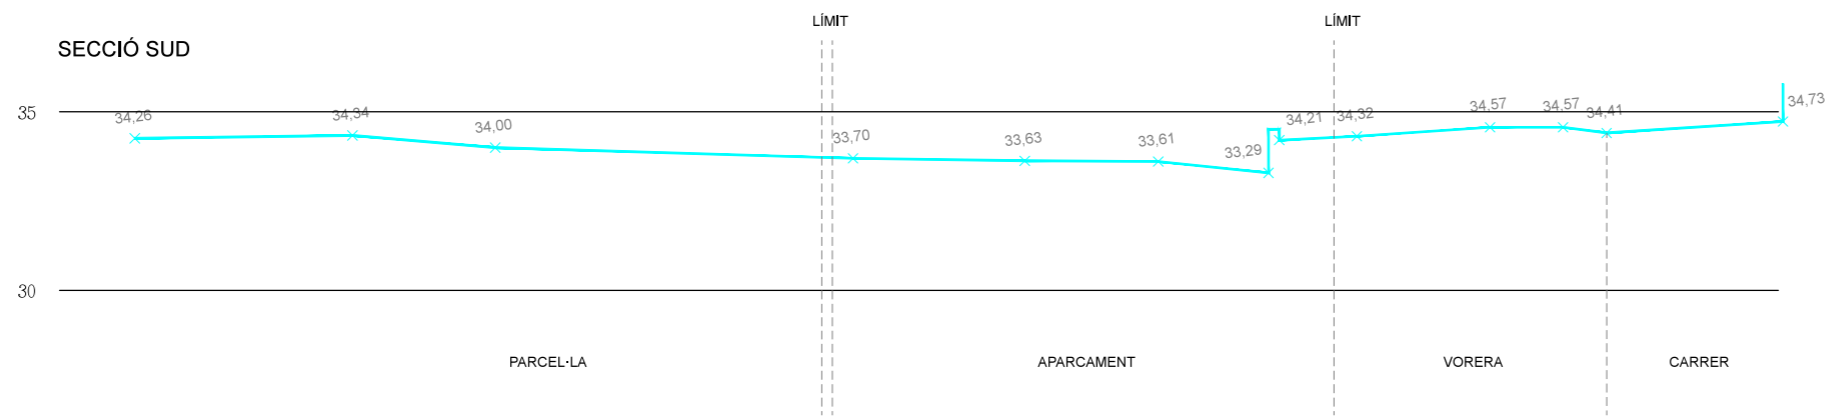 LÍMIT
LÍMIT
SECCIÓ SUD
35
34,26
34,34
34,00
33,70
33,63
33,61
33,29
34,21
34,32
34,57
34,57
34,41
34,73
30
PARCEL·LA
APARCAMENT
VORERA
CARRER